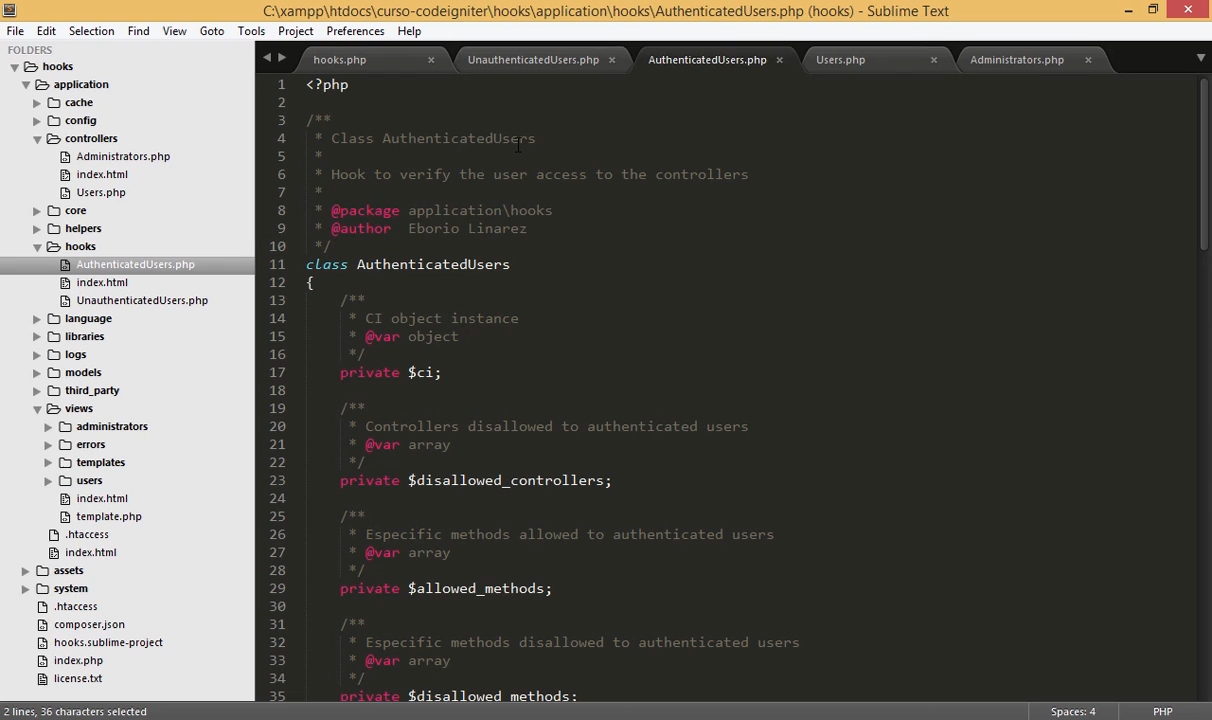 C:\xampp\htdocs\curso-codeigniter\hooks\application\hooks\AuthenticatedUsers.php (hooks) - Sublime Text
File Edit Selection Find View Goto Tools Project Preferences Help
FOLDERS
hooks
application
cache
config
controllers
Administrators.php
index.html
Users.php
core
helpers
hooks
AuthenticatedUsers.php
index.html
UnauthenticatedUsers.php
language
libraries
logs
models
third_party
views
administrators
errors
templates
users
index.html
template.php
.htaccess
index.html
assets
system
.htaccess
composer.json
hooks.sublime-project
index.php
license.txt
hooks.php UnauthenticatedUsers.php AuthenticatedUsers.php Users.php Administrators.php
1 <?php
2
3 /**
4 * Class AuthenticatedUsers
5 *
6 * Hook to verify the user access to the controllers
7 *
8 * @package application\hooks
9 * @author Eborio Linarez
10 */
11 class AuthenticatedUsers
12 {
13 /**
14 * CI object instance
15 * @var object
16 */
17 private $ci;
18
19 /**
20 * Controllers disallowed to authenticated users
21 * @var array
22 */
23 private $disallowed_controllers;
24
25 /**
26 * Especific methods allowed to authenticated users
27 * @var array
28 */
29 private $allowed_methods;
30
31 /**
32 * Especific methods disallowed to authenticated users
33 * @var array
34 */
35 private $disallowed_methods;
2 lines, 36 characters selected Spaces: 4 PHP